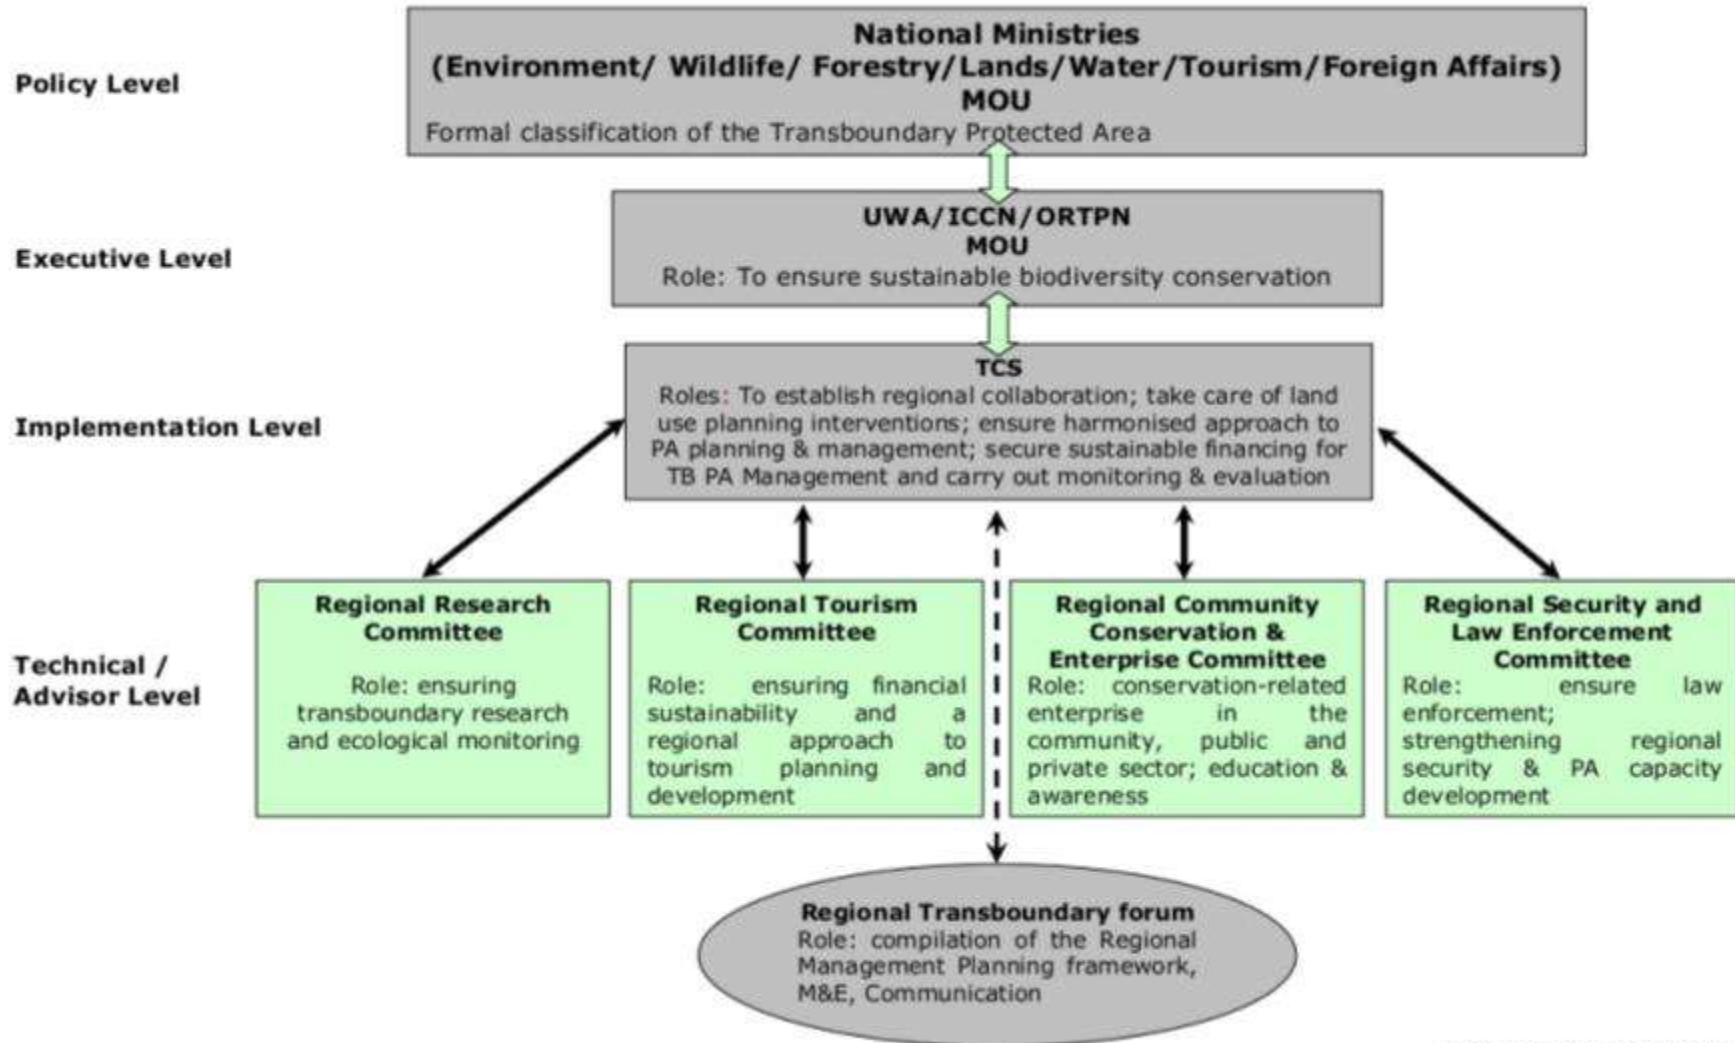 Policy Level
National Ministries
(Environment/ Wildlife/ Forestry/Lands/Water/Tourism/Foreign Affairs)
MOU
Formal classification of the Transboundary Protected Area
Executive Level
UWA/ICCN/ORTPN
MOU
Role: To ensure sustainable biodiversity conservation
Implementation Level
TCS
Roles: To establish regional collaboration; take care of land
use planning interventions; ensure harmonised approach to
PA planning & management; secure sustainable financing for
TB PA Management and carry out monitoring & evaluation
Technical /
Advisor Level
Regional Research
Committee
Role: ensuring
transboundary research
and ecological monitoring
Regional Tourism
Committee
Role: ensuring financial
sustainability and a
regional approach to
tourism planning and
development
Regional Community
Conservation &
Enterprise Committee
Role: conservation-related
enterprise in the
community, public and
private sector; education &
awareness
Regional Security and
Law Enforcement
Committee
Role: ensure law
enforcement;
strengthening regional
security & PA capacity
development
Regional Transboundary forum
Role: compilation of the Regional
Management Planning framework,
M&E, Communication